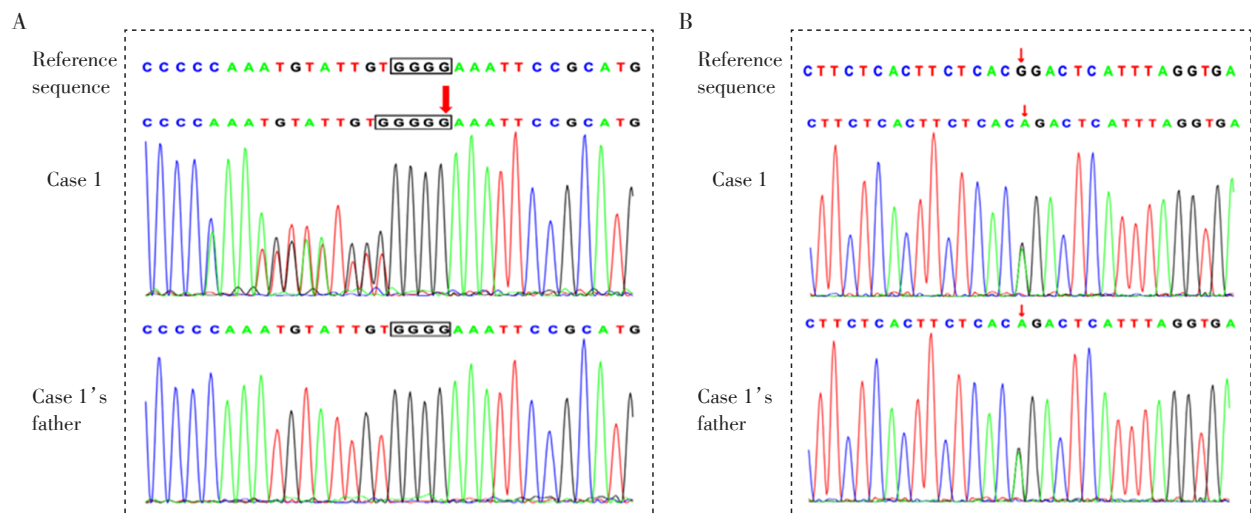 A
Reference sequence
CCCCCAAATGTATTGTGGGGAAATTCCGCATG
Case 1
CCCCAAATGTATTGTGGGGGAAATTCCGCATG
Case 1's father
CCCCCAAATGTATTGTGGGGAAATTCCGCATG
B
Reference sequence
CTTCTCACTTCTCACGGACTCATTTAGGTGA
Case 1
CTTCTCACTTCTCACAGACTCATTTAGGTGA
Case 1's father
CTTCTCACTTCTCACAGACTCATTTAGGTGA